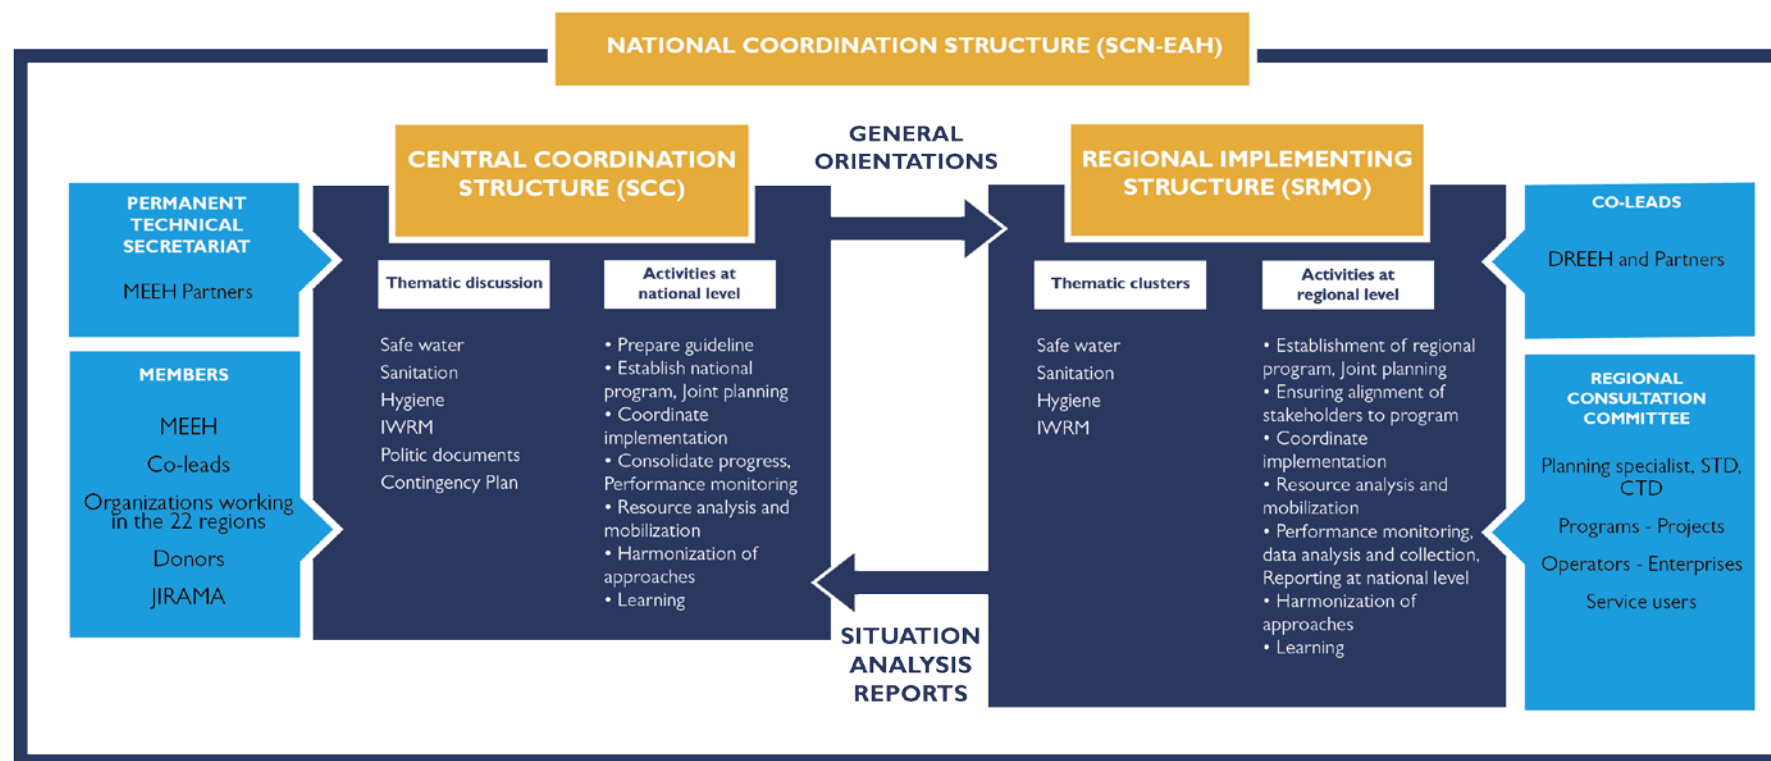 NATIONAL COORDINATION STRUCTURE (SCN-EAH)
PERMANENT
TECHNICAL
SECRETARIAT
MEEH Partners
MEMBERS
MEEH
Co-leads
Organizations working
in the 22 regions
Donors
JIRAMA
CENTRAL COORDINATION
STRUCTURE (SCC)
Thematic discussion
Safe water
Sanitation
Hygiene
IWRM
Politic documents
Contingency Plan
Activities at
national level
• Prepare guideline
• Establish national
program, Joint planning
• Coordinate
implementation
• Consolidate progress,
Performance monitoring
• Resource analysis and
mobilization
• Harmonization of
approaches
• Learning
GENERAL
ORIENTATIONS
SITUATION
ANALYSIS
REPORTS
REGIONAL IMPLEMENTING
STRUCTURE (SRMO)
Thematic clusters
Safe water
Sanitation
Hygiene
IWRM
Activities at
regional level
• Establishment of regional
program, Joint planning
• Ensuring alignment of
stakeholders to program
• Coordinate
implementation
• Resource analysis and
mobilization
• Performance monitoring,
data analysis and collection,
Reporting at national level
• Harmonization of
approaches
• Learning
CO-LEADS
DREEH and Partners
REGIONAL
CONSULTATION
COMMITTEE
Planning specialist, STD,
CTD
Programs - Projects
Operators - Enterprises
Service users